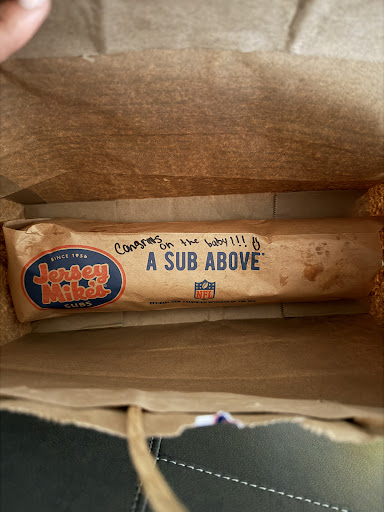 Congrats on the baby!!!
A SUB ABOVE
SINCE 1956
Jersey
Mike's
SUBS
NFL